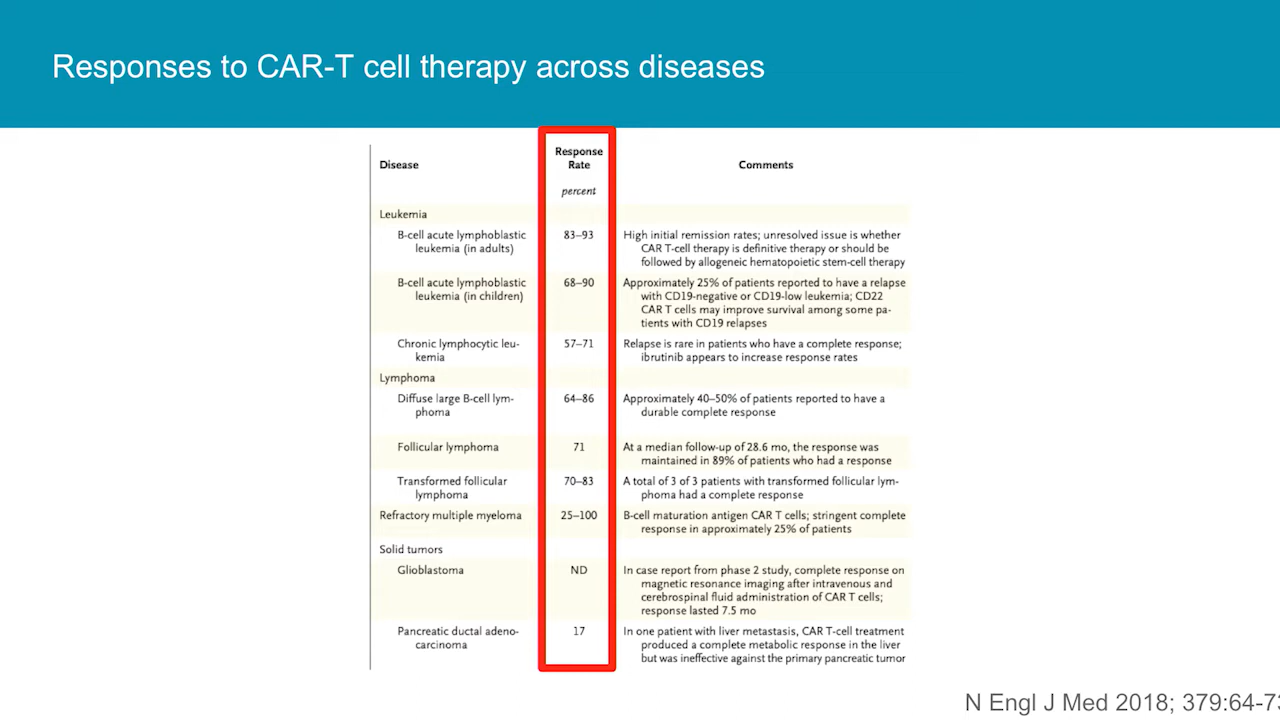 Responses to CAR-T cell therapy across diseases
Disease
Response
Rate
Comments
percent
Leukemia
B-cell acute lymphoblastic
leukemia (in adults)
83–93
High initial remission rates; unresolved issue is whether
CAR T-cell therapy is definitive therapy or should be
followed by allogeneic hematopoietic stem-cell therapy
B-cell acute lymphoblastic
leukemia (in children)
68–90
Approximately 25% of patients reported to have a relapse
with CD19-negative or CD19-low leukemia; CD22
CAR T cells may improve survival among some pa-
tients with CD19 relapses
Chronic lymphocytic leu-
kemia
57–71
Relapse is rare in patients who have a complete response;
ibrutinib appears to increase response rates
Lymphoma
Diffuse large B-cell lym-
phoma
64–86
Approximately 40–50% of patients reported to have a
durable complete response
Follicular lymphoma
71
At a median follow-up of 28.6 mo, the response was
maintained in 89% of patients who had a response
Transformed follicular
lymphoma
70–83
A total of 3 of 3 patients with transformed follicular lym-
phoma had a complete response
Refractory multiple myeloma
25–100
B-cell maturation antigen CAR T cells; stringent complete
response in approximately 25% of patients
Solid tumors
Glioblastoma
ND
In case report from phase 2 study, complete response on
magnetic resonance imaging after intravenous and
cerebrospinal fluid administration of CAR T cells;
response lasted 7.5 mo
Pancreatic ductal adeno-
carcinoma
17
In one patient with liver metastasis, CAR T-cell treatment
produced a complete metabolic response in the liver
but was ineffective against the primary pancreatic tumor
N Engl J Med 2018; 379:64-73